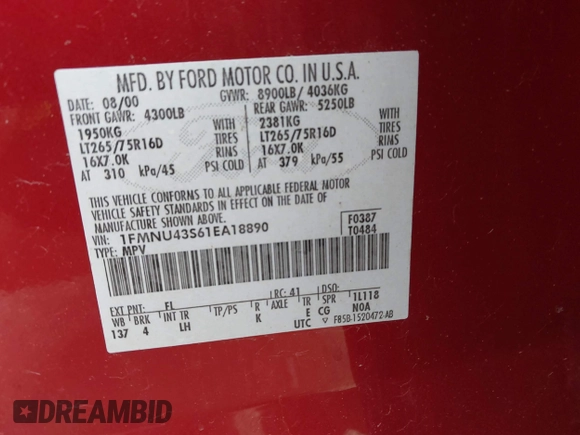 MFD. BY FORD MOTOR CO. IN U.S.A.
DATE: 08/00 GVWR: 8900LB/ 4036KG
FRONT GAWR: 4300LB REAR GAWR: 5250LB
1950KG WITH 2381KG WITH
LT265/75R16D TIRES LT265/75R16D TIRES
16X7.0K RIMS 16X7.0K RIMS
AT 310 kPa/45 PSI COLD AT 379 kPa/55 PSI COLD
THIS VEHICLE CONFORMS TO ALL APPLICABLE FEDERAL MOTOR
VEHICLE SAFETY STANDARDS IN EFFECT ON THE DATE OF
MANUFACTURE SHOWN ABOVE.
VIN: 1FMNU43S61EA18890 F0387
TYPE: MPV T0484
EXT PNT: FL RC: 41 DSO:
WB BRK INT TR TP/PS R AXLE TR SPR 1L118
137 4 LH K E CG N0A
UTC ▽ F85B-1520472-AB
DREAMBID